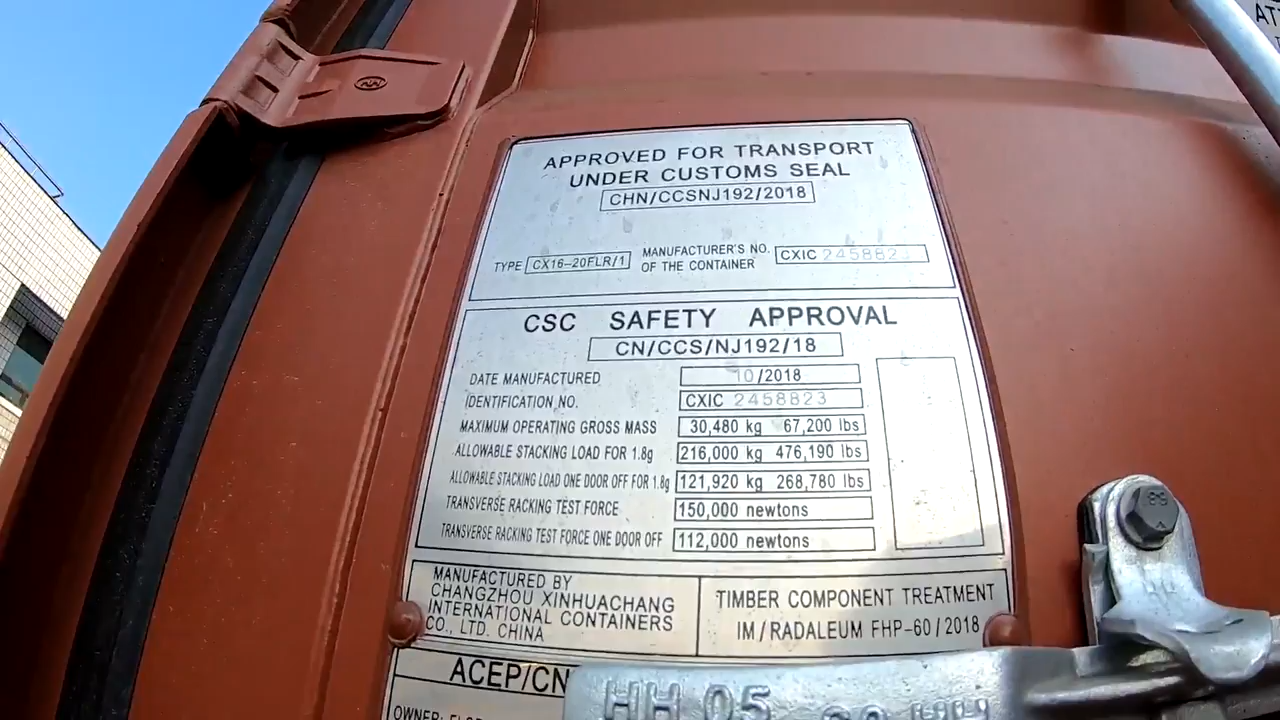 APPROVED FOR TRANSPORT
UNDER CUSTOMS SEAL
CHN/CCSNJ192/2018
TYPE CX16-20FLR/1 MANUFACTURER'S NO. OF THE CONTAINER CXIC 2458823
CSC SAFETY APPROVAL
CN/CCS/NJ192/18
DATE MANUFACTURED 10/2018
IDENTIFICATION NO. CXIC 2458823
MAXIMUM OPERATING GROSS MASS 30,480 kg 67,200 lbs
ALLOWABLE STACKING LOAD FOR 1.8g 216,000 kg 476,190 lbs
ALLOWABLE STACKING LOAD ONE DOOR OFF FOR 1.8g 121,920 kg 268,780 lbs
TRANSVERSE RACKING TEST FORCE 150,000 newtons
TRANSVERSE RACKING TEST FORCE ONE DOOR OFF 112,000 newtons
MANUFACTURED BY
CHANGZHOU XINHUACHANG
INTERNATIONAL CONTAINERS
CO., LTD. CHINA
TIMBER COMPONENT TREATMENT
IM/RADALEUM FHP-60/2018
ACEP/CN
OWNER:
HH 05
8.8